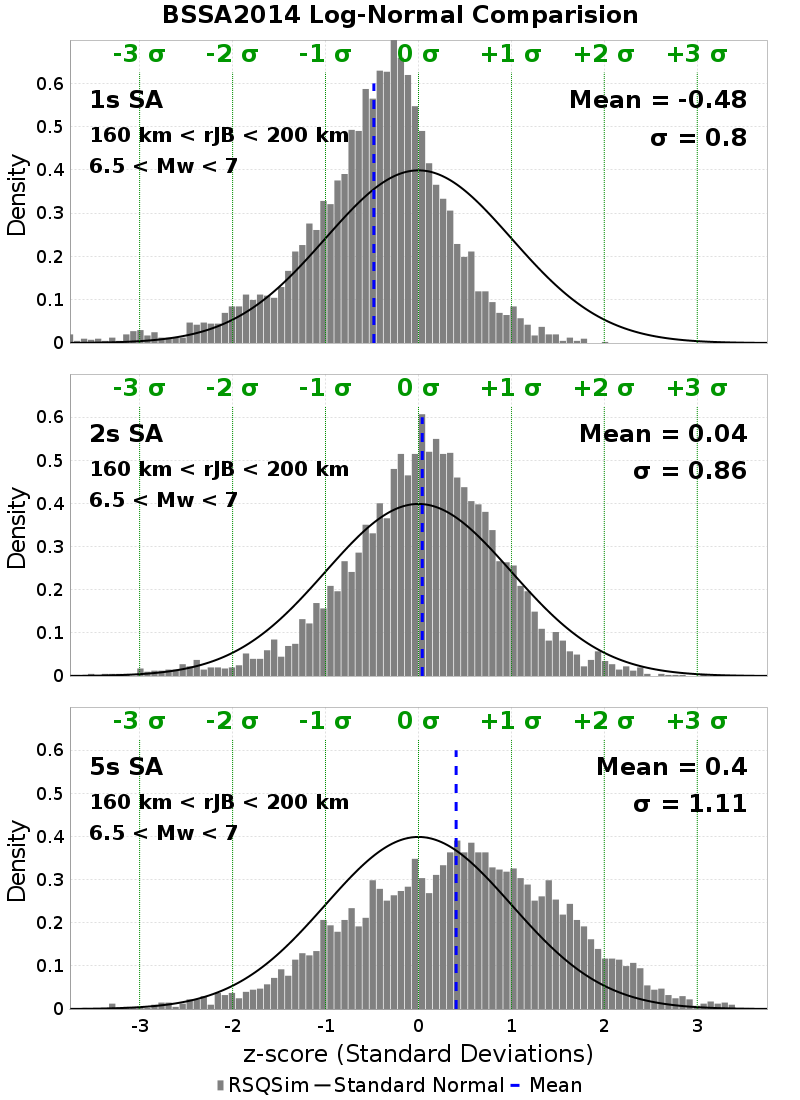 BSSA2014 Log-Normal Comparision
-3 σ -2 σ -1 σ 0 σ +1 σ +2 σ +3 σ
1s SA
160 km < rJB < 200 km
6.5 < Mw < 7
Mean = -0.48
σ = 0.8
0.6
0.5
0.4
0.3
0.2
0.1
0
Density
-3 σ -2 σ -1 σ 0 σ +1 σ +2 σ +3 σ
2s SA
160 km < rJB < 200 km
6.5 < Mw < 7
Mean = 0.04
σ = 0.86
0.6
0.5
0.4
0.3
0.2
0.1
0
Density
-3 σ -2 σ -1 σ 0 σ +1 σ +2 σ +3 σ
5s SA
160 km < rJB < 200 km
6.5 < Mw < 7
Mean = 0.4
σ = 1.11
0.6
0.5
0.4
0.3
0.2
0.1
0
Density
-3 -2 -1 0 1 2 3
z-score (Standard Deviations)
RSQSim Standard Normal Mean